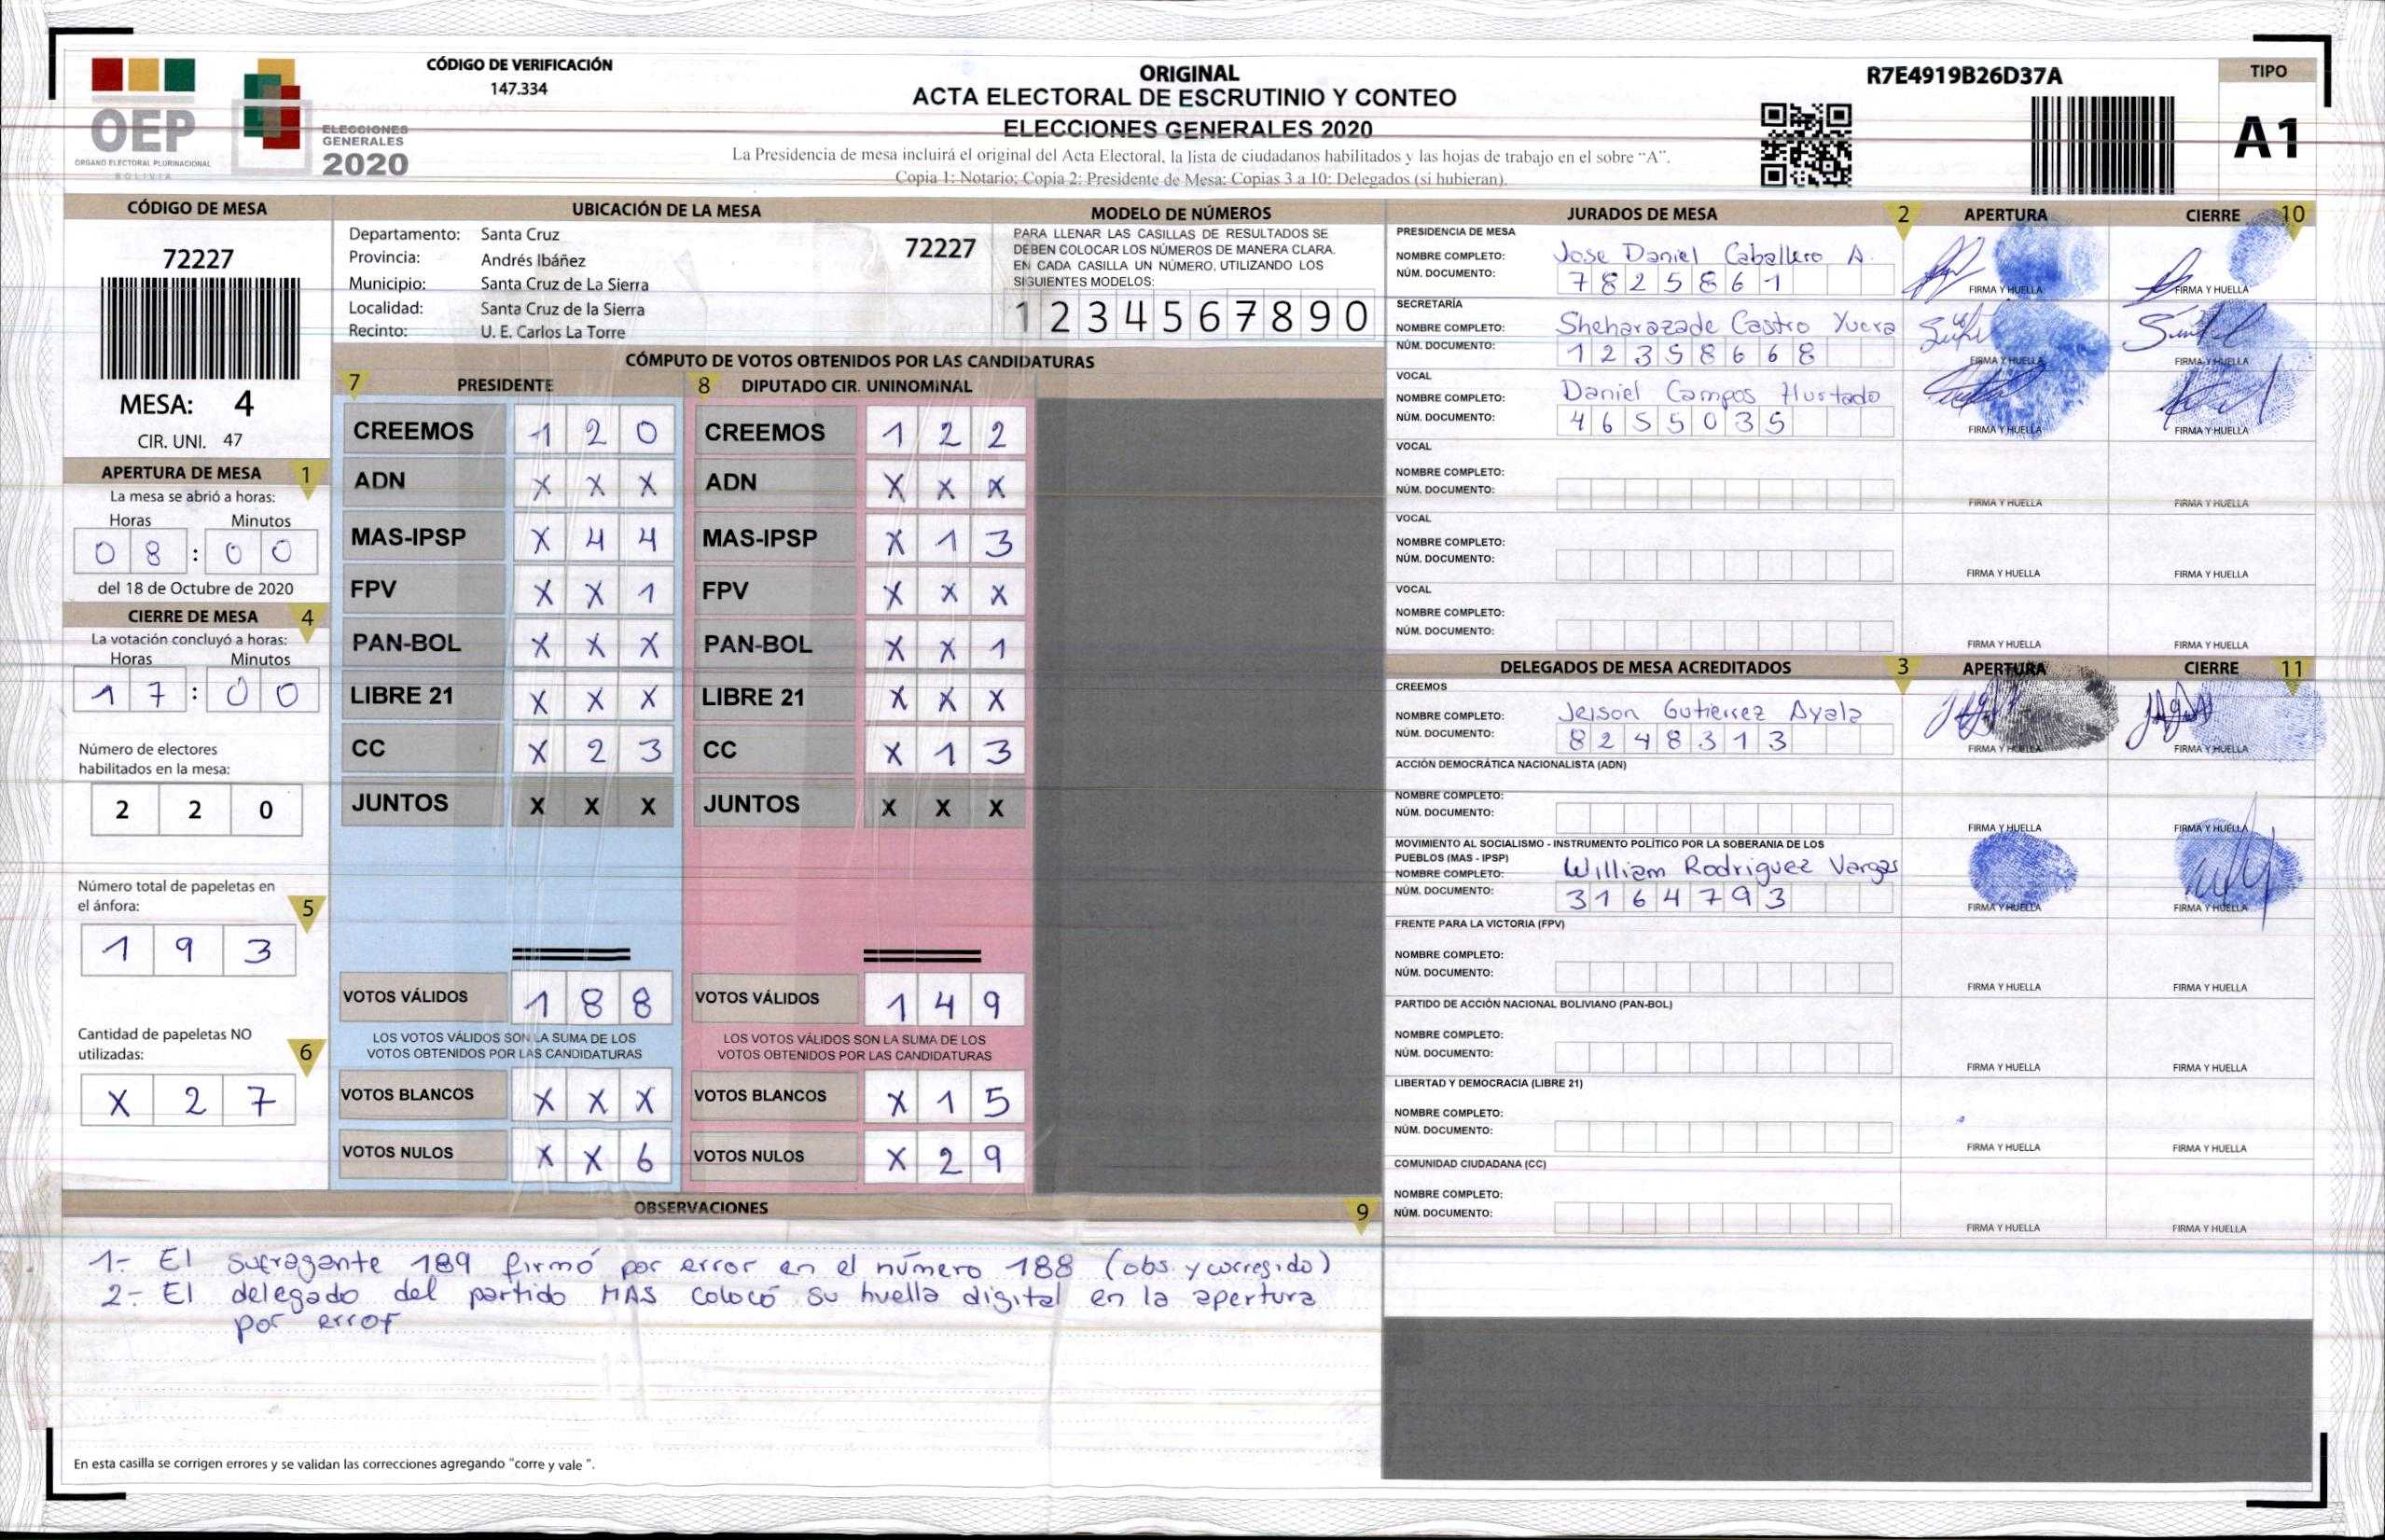 OEP
ÓRGANO ELECTORAL PLURINACIONAL
BOLIVIA
ELECCIONES
GENERALES
2020
CÓDIGO DE VERIFICACIÓN
147.334
ORIGINAL
ACTA ELECTORAL DE ESCRUTINIO Y CONTEO
ELECCIONES GENERALES 2020
La Presidencia de mesa incluirá el original del Acta Electoral, la lista de ciudadanos habilitados y las hojas de trabajo en el sobre "A".
Copia 1: Notario; Copia 2: Presidente de Mesa; Copias 3 a 10: Delegados (si hubieran).
R7E4919B26D37A
TIPO
A1
CÓDIGO DE MESA
72227
MESA: 4
CIR. UNI. 47
APERTURA DE MESA 1
La mesa se abrió a horas:
Horas Minutos
0 8 : 0 0
del 18 de Octubre de 2020
CIERRE DE MESA 4
La votación concluyó a horas:
Horas Minutos
1 7 : 0 0
Número de electores
habilitados en la mesa:
2 2 0
Número total de papeletas en
el ánfora:
5
1 9 3
Cantidad de papeletas NO
utilizadas:
6
X 2 7
UBICACIÓN DE LA MESA
Departamento: Santa Cruz
Provincia: Andrés Ibáñez
Municipio: Santa Cruz de La Sierra
Localidad: Santa Cruz de la Sierra
Recinto: U. E. Carlos La Torre
72227
MODELO DE NÚMEROS
PARA LLENAR LAS CASILLAS DE RESULTADOS SE
DEBEN COLOCAR LOS NÚMEROS DE MANERA CLARA.
EN CADA CASILLA UN NÚMERO, UTILIZANDO LOS
SIGUIENTES MODELOS:
1 2 3 4 5 6 7 8 9 0
CÓMPUTO DE VOTOS OBTENIDOS POR LAS CANDIDATURAS
7 PRESIDENTE
CREEMOS 1 2 0
ADN X X X
MAS-IPSP X 4 4
FPV X X 1
PAN-BOL X X X
LIBRE 21 X X X
CC X 2 3
JUNTOS X X X
VOTOS VÁLIDOS 1 8 8
LOS VOTOS VÁLIDOS SON LA SUMA DE LOS
VOTOS OBTENIDOS POR LAS CANDIDATURAS
VOTOS BLANCOS X X X
VOTOS NULOS X X 6
8 DIPUTADO CIR. UNINOMINAL
CREEMOS 1 2 2
ADN X X X
MAS-IPSP X 1 3
FPV X X X
PAN-BOL X X 1
LIBRE 21 X X X
CC X 1 3
JUNTOS X X X
VOTOS VÁLIDOS 1 4 9
LOS VOTOS VÁLIDOS SON LA SUMA DE LOS
VOTOS OBTENIDOS POR LAS CANDIDATURAS
VOTOS BLANCOS X 1 5
VOTOS NULOS X 2 9
JURADOS DE MESA 2 APERTURA CIERRE 10
PRESIDENCIA DE MESA
NOMBRE COMPLETO: Jose Daniel Caballero A.
NÚM. DOCUMENTO: 7 8 2 5 8 6 1
FIRMA Y HUELLA FIRMA Y HUELLA
SECRETARÍA
NOMBRE COMPLETO: Sheharazade Castro Yucra
NÚM. DOCUMENTO: 1 2 3 5 8 6 6 8
FIRMA Y HUELLA FIRMA Y HUELLA
VOCAL
NOMBRE COMPLETO: Daniel Campos Hurtado
NÚM. DOCUMENTO: 4 6 5 5 0 3 5
FIRMA Y HUELLA FIRMA Y HUELLA
VOCAL
NOMBRE COMPLETO:
NÚM. DOCUMENTO:
FIRMA Y HUELLA FIRMA Y HUELLA
VOCAL
NOMBRE COMPLETO:
NÚM. DOCUMENTO:
FIRMA Y HUELLA FIRMA Y HUELLA
VOCAL
NOMBRE COMPLETO:
NÚM. DOCUMENTO:
FIRMA Y HUELLA FIRMA Y HUELLA
DELEGADOS DE MESA ACREDITADOS 3 APERTURA CIERRE 11
CREEMOS
NOMBRE COMPLETO: Jeison Gutierrez Ayala
NÚM. DOCUMENTO: 8 2 4 8 3 1 3
FIRMA Y HUELLA FIRMA Y HUELLA
ACCIÓN DEMOCRÁTICA NACIONALISTA (ADN)
NOMBRE COMPLETO:
NÚM. DOCUMENTO:
FIRMA Y HUELLA FIRMA Y HUELLA
MOVIMIENTO AL SOCIALISMO - INSTRUMENTO POLÍTICO POR LA SOBERANIA DE LOS
PUEBLOS (MAS - IPSP)
NOMBRE COMPLETO: William Rodriguez Vargas
NÚM. DOCUMENTO: 3 1 6 4 7 9 3
FIRMA Y HUELLA FIRMA Y HUELLA
FRENTE PARA LA VICTORIA (FPV)
NOMBRE COMPLETO:
NÚM. DOCUMENTO:
FIRMA Y HUELLA FIRMA Y HUELLA
PARTIDO DE ACCIÓN NACIONAL BOLIVIANO (PAN-BOL)
NOMBRE COMPLETO:
NÚM. DOCUMENTO:
FIRMA Y HUELLA FIRMA Y HUELLA
LIBERTAD Y DEMOCRACIA (LIBRE 21)
NOMBRE COMPLETO:
NÚM. DOCUMENTO:
FIRMA Y HUELLA FIRMA Y HUELLA
COMUNIDAD CIUDADANA (CC)
NOMBRE COMPLETO:
NÚM. DOCUMENTO:
FIRMA Y HUELLA FIRMA Y HUELLA
OBSERVACIONES 9
1- El sufragante 189 firmó por error en el número 188 (obs. y corregido)
2- El delegado del partido MAS colocó su huella digital en la apertura
por error
En esta casilla se corrigen errores y se validan las correcciones agregando "corre y vale ".